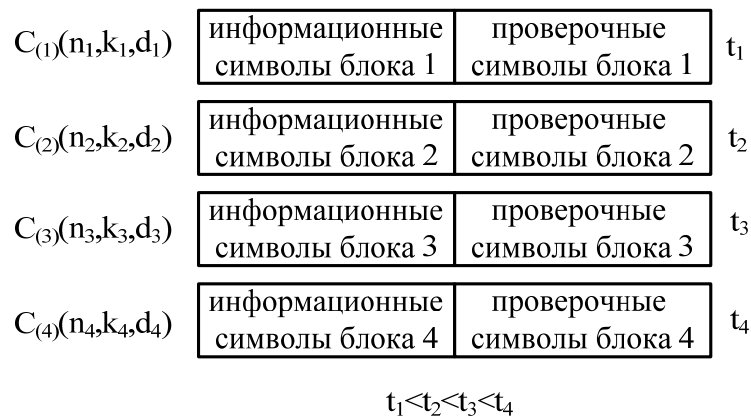 C(1)(n1,k1,d1) информационные символы блока 1 проверочные символы блока 1 t1
C(2)(n2,k2,d2) информационные символы блока 2 проверочные символы блока 2 t2
C(3)(n3,k3,d3) информационные символы блока 3 проверочные символы блока 3 t3
C(4)(n4,k4,d4) информационные символы блока 4 проверочные символы блока 4 t4
t1<t2<t3<t4